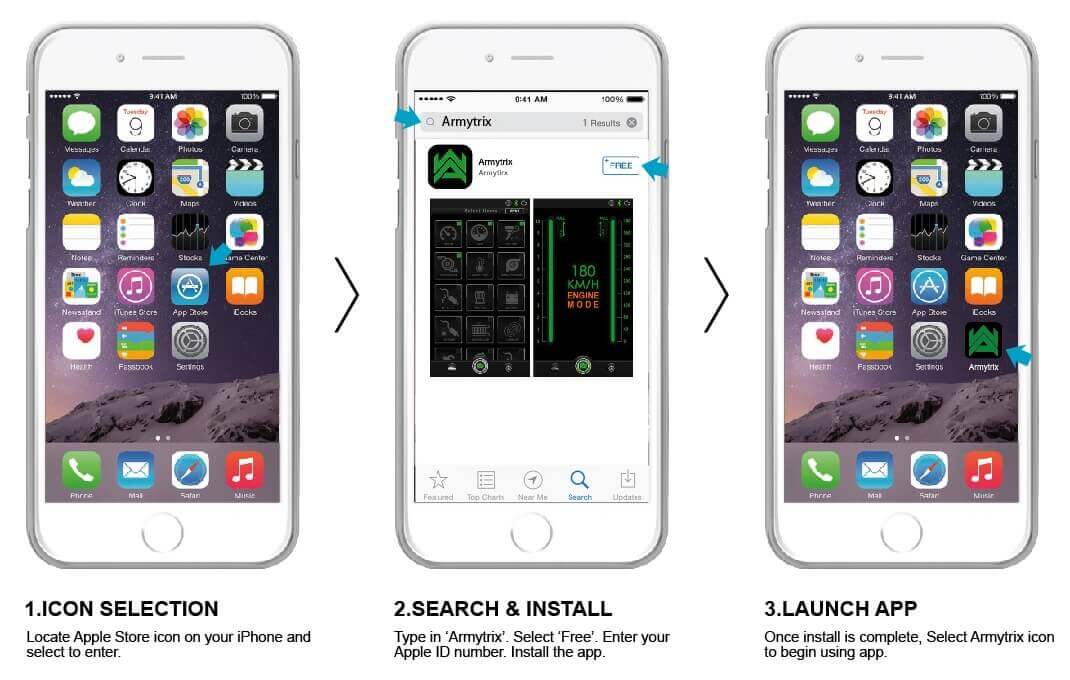 9:41 AM 100%
Tuesday
9
Messages Calendar Photos Camera
280
Weather Clock Maps Videos
Notes Reminders Stocks Game Center
Newsstand iTunes Store App Store iBooks
Health Passbook Settings
Phone Mail Safari Music
1.ICON SELECTION
Locate Apple Store icon on your iPhone and
select to enter.
9:41 AM 100%
Armytrix 1 Results
Armytrix
Armytirx
+FREE
Select Items
180
KM/H
ENGINE
MODE
Featured Top Charts Near Me Search Updates
2.SEARCH & INSTALL
Type in ‘Armytrix’. Select ‘Free’. Enter your
Apple ID number. Install the app.
9:41 AM 100%
Tuesday
9
Messages Calendar Photos Camera
280
Weather Clock Maps Videos
Notes Reminders Stocks Game Center
Newsstand iTunes Store App Store iBooks
Health Passbook Settings Armytrix
Phone Mail Safari Music
3.LAUNCH APP
Once install is complete, Select Armytrix icon
to begin using app.